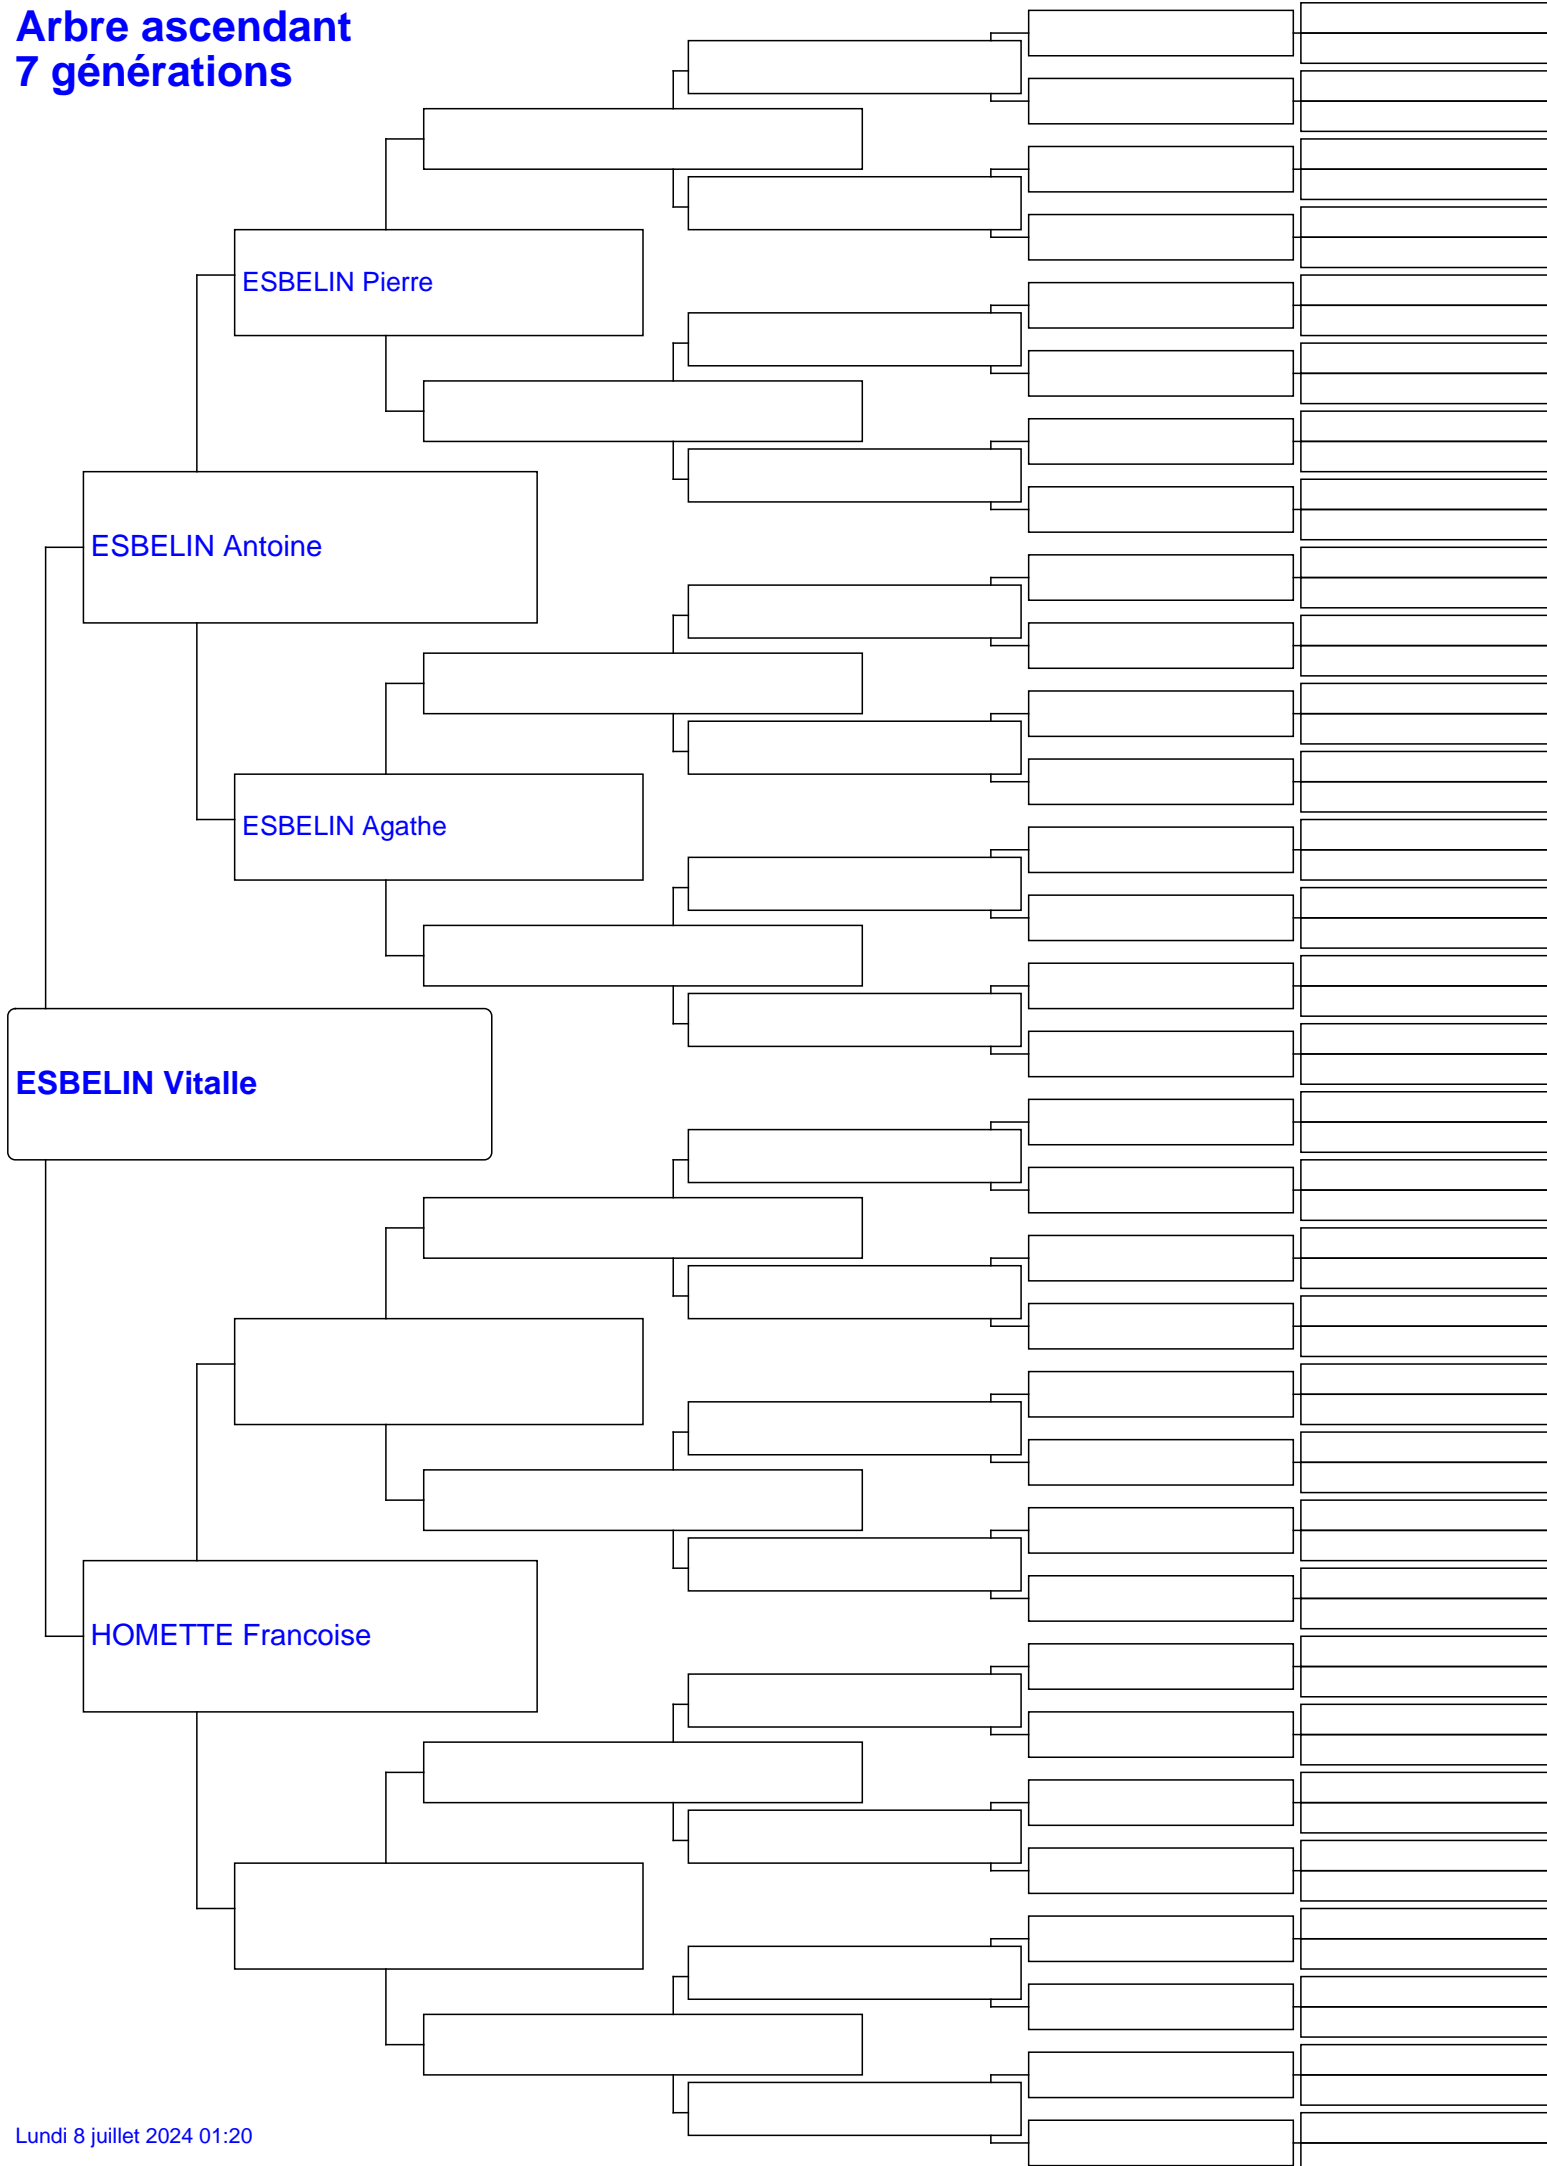 Arbre ascendant
7 générations
ESBELIN Pierre
ESBELIN Antoine
ESBELIN Agathe
ESBELIN Vitalle
HOMETTE Francoise
Lundi 8 juillet 2024 01:20